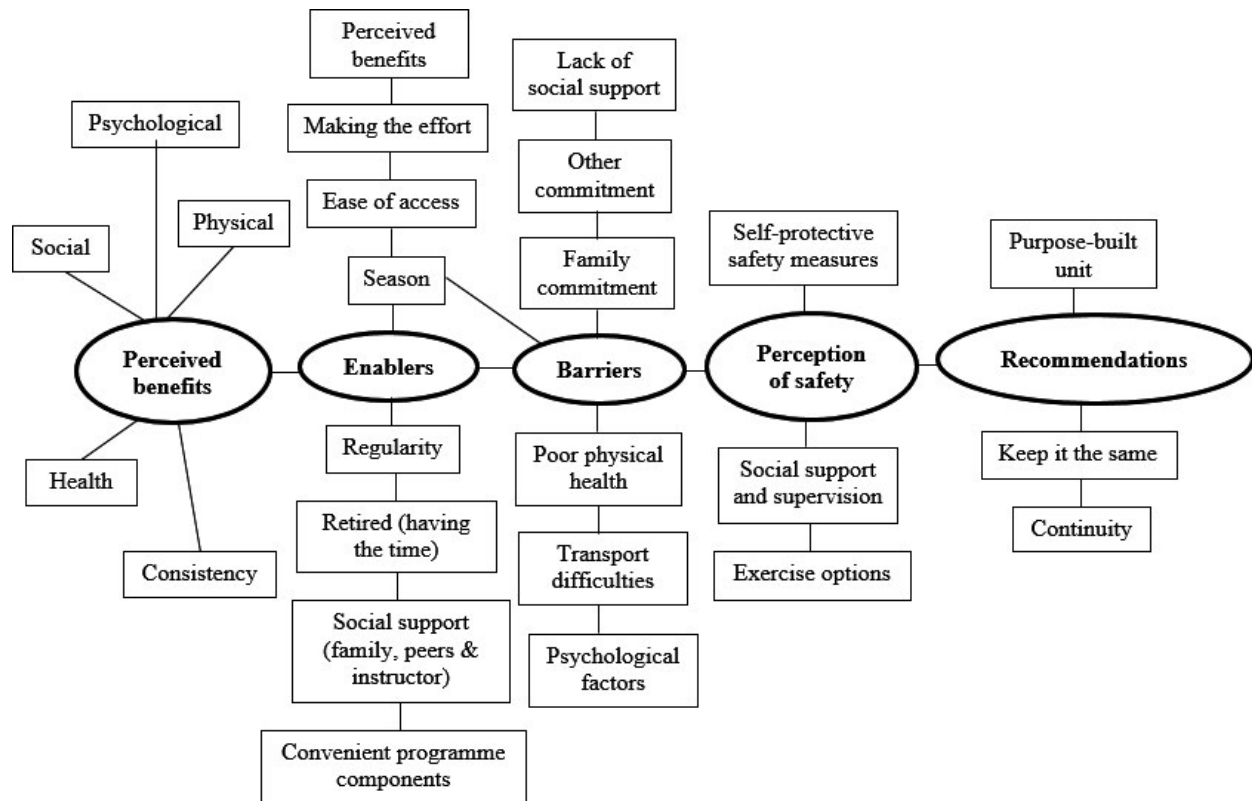 Perceived
benefits
Lack of
social support
Psychological
Making the effort
Other
commitment
Ease of access
Physical
Social
Self-protective
safety measures
Purpose-built
unit
Season
Family
commitment
Perceived
benefits
Enablers
Barriers
Perception
of safety
Recommendations
Regularity
Poor physical
health
Social support
and supervision
Keep it the same
Health
Retired (having
the time)
Continuity
Consistency
Transport
difficulties
Exercise options
Social support
(family, peers &
instructor)
Psychological
factors
Convenient programme
components